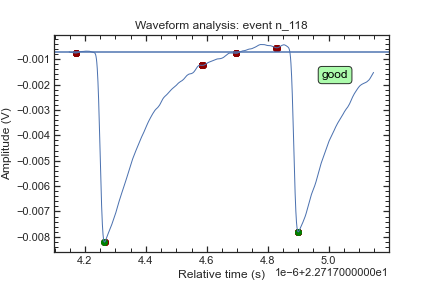 Waveform analysis: event n_118
Amplitude (V)
−0.001
−0.002
−0.003
−0.004
−0.005
−0.006
−0.007
−0.008
good
4.2
4.4
4.6
4.8
5.0
Relative time (s)
1e−6+2.2717000000e1